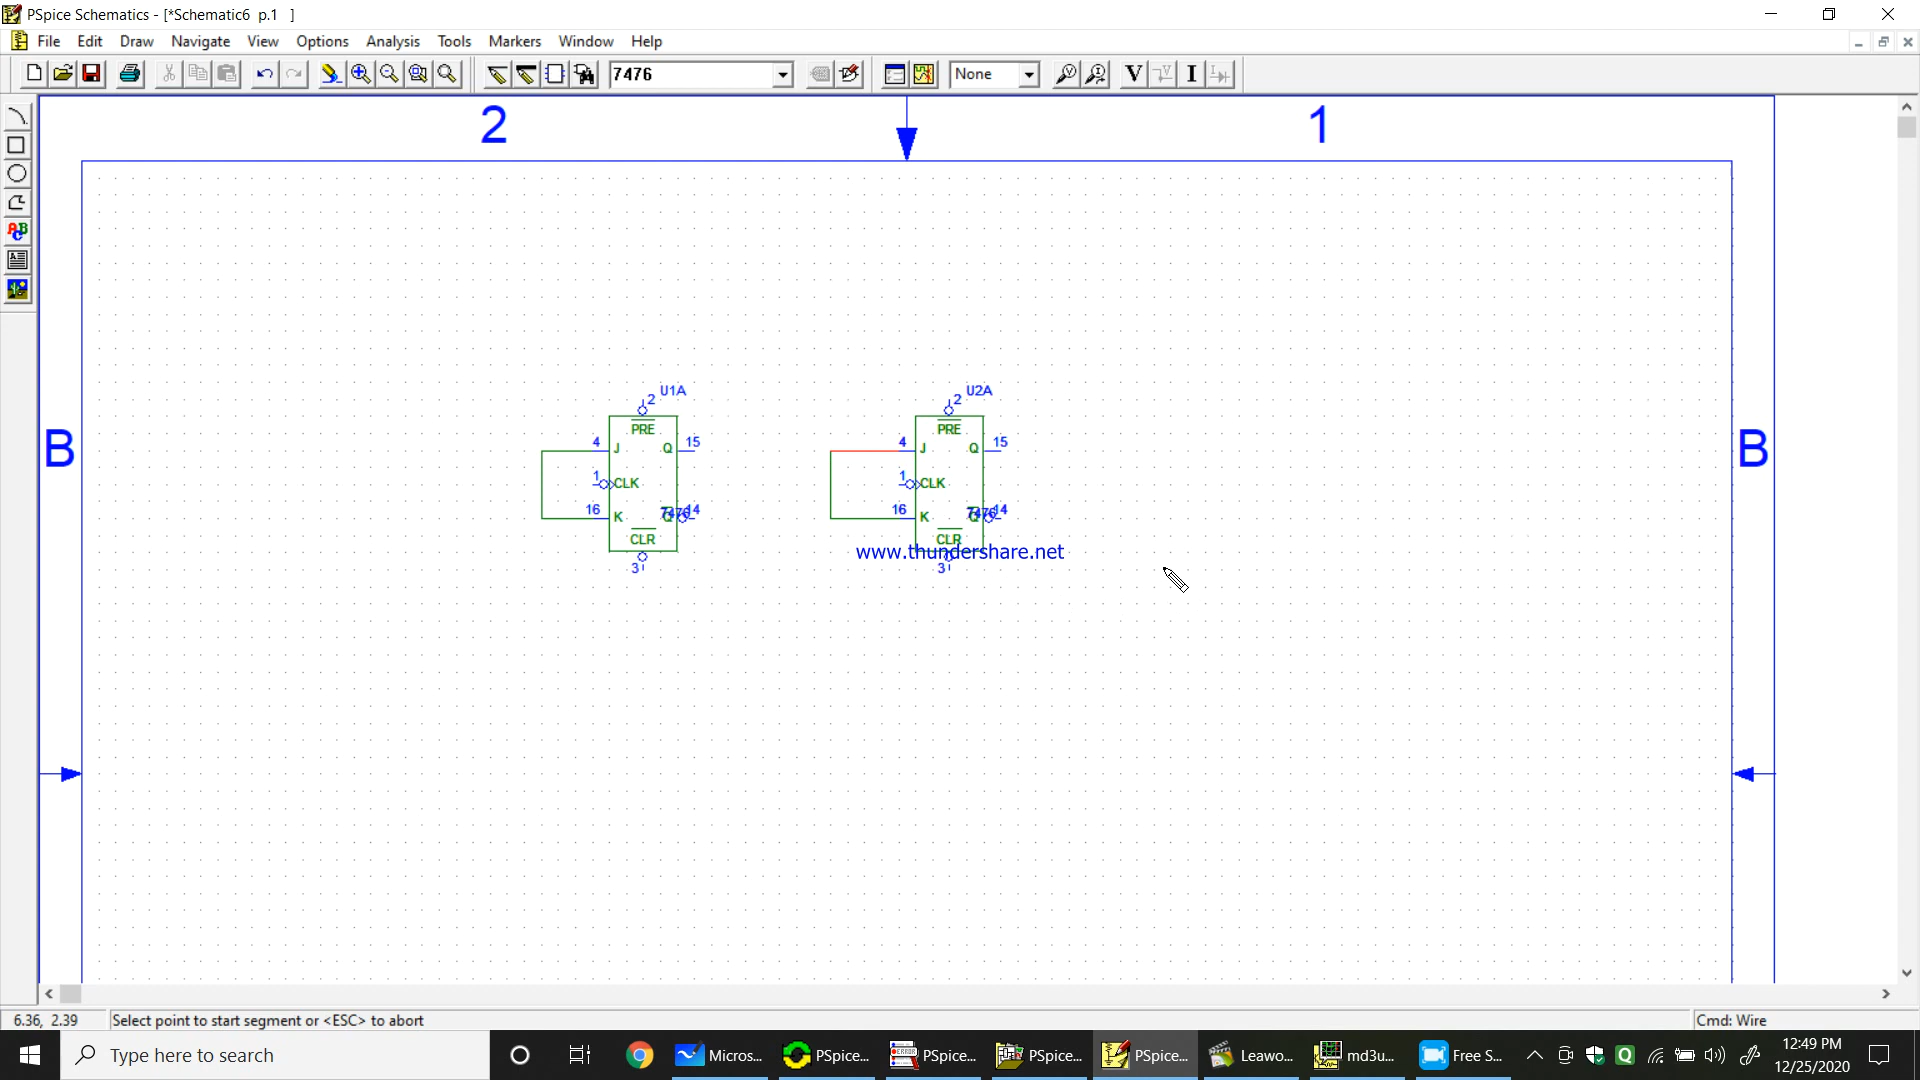 PSpice Schematics - [*Schematic6 p.1 ]
File Edit Draw Navigate View Options Analysis Tools Markers Window Help
7476 None V I
2 1
ABC
U1A U2A
2 2
PRE PRE
4 J Q 15 4 J Q 15
B B
1 CLK 1 CLK
16 K Q 7476 14 16 K Q 7476 14
CLR CLR
www.thundershare.net
3 3
6.36, 2.39 Select point to start segment or <ESC> to abort Cmd: Wire
Type here to search Micros... PSpice... PSpice... PSpice... PSpice... Leawo... md3u... Free S... 12:49 PM
12/25/2020